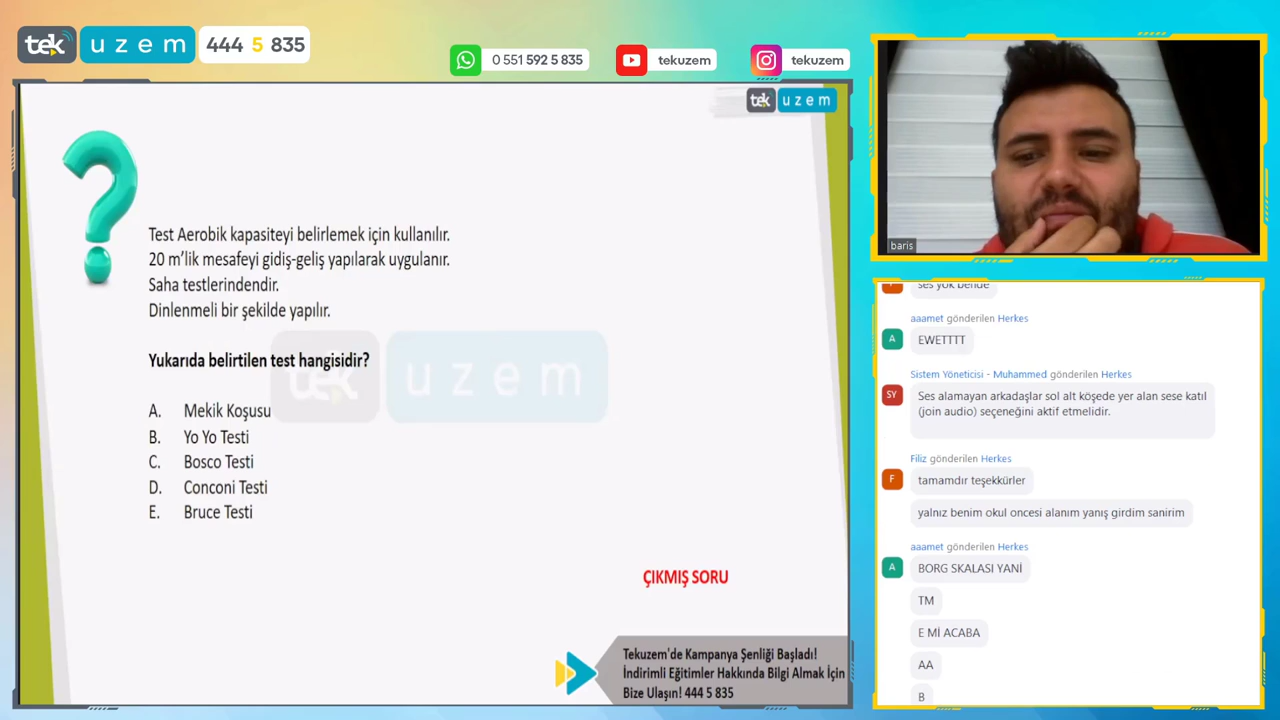 tek uzem 444 5 835
0 551 592 5 835
tekuzem
tekuzem
tek uzem
Test Aerobik kapasiteyi belirlemek için kullanılır.
20 m'lik mesafeyi gidiş-geliş yapılarak uygulanır.
Saha testlerindendir.
Dinlenmeli bir şekilde yapılır.
Yukarıda belirtilen test hangisidir?
tek uzem
A. Mekik Koşusu
B. Yo Yo Testi
C. Bosco Testi
D. Conconi Testi
E. Bruce Testi
ÇIKMIŞ SORU
Tekuzem'de Kampanya Şenliği Başladı!
İndirimli Eğitimler Hakkında Bilgi Almak İçin
Bize Ulaşın! 444 5 835
baris
ses yok bende
aaamet gönderilen Herkes
A
EWETTTT
Sistem Yöneticisi - Muhammed gönderilen Herkes
SY
Ses alamayan arkadaşlar sol alt köşede yer alan sese katıl
(join audio) seçeneğini aktif etmelidir.
Filiz gönderilen Herkes
F
tamamdır teşekkürler
yalnız benim okul oncesi alanım yanış girdim sanirim
aaamet gönderilen Herkes
A
BORG SKALASI YANİ
TM
E Mİ ACABA
AA
B